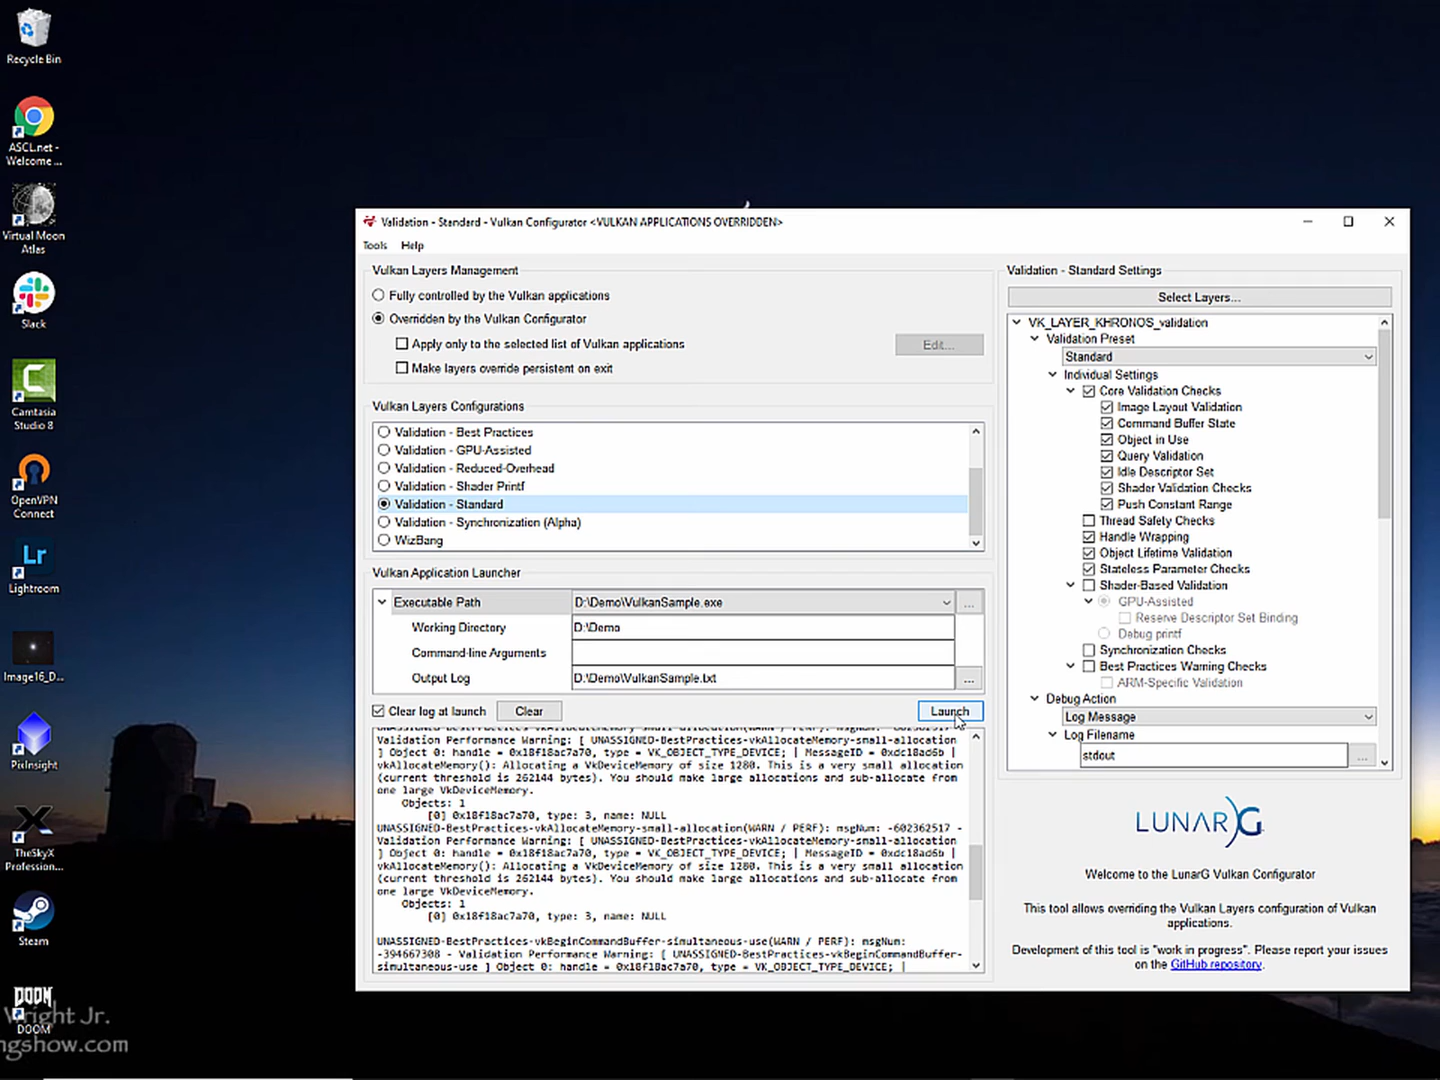 Recycle Bin
ASCL.net -
Welcome ...
Virtual Moon
Atlas
Slack
Camtasia
Studio 8
OpenVPN
Connect
Lr
Lightroom
Image16_D...
PixInsight
TheSkyX
Profession...
Steam
DOOM
DOOM
Wright Jr.
ngshow.com
Validation - Standard - Vulkan Configurator <VULKAN APPLICATIONS OVERRIDDEN>
Tools Help
Vulkan Layers Management
Fully controlled by the Vulkan applications
Overridden by the Vulkan Configurator
Apply only to the selected list of Vulkan applications
Edit...
Make layers override persistent on exit
Vulkan Layers Configurations
Validation - Best Practices
Validation - GPU-Assisted
Validation - Reduced-Overhead
Validation - Shader Printf
Validation - Standard
Validation - Synchronization (Alpha)
WizBang
Vulkan Application Launcher
Executable Path D:\Demo\VulkanSample.exe ...
Working Directory D:\Demo
Command-line Arguments
Output Log D:\Demo\VulkanSample.txt ...
Clear log at launch Clear Launch
UNASSIGNED-BestPractices-vkAllocateMemory-small-allocation(WARN / PERF): msgNum: -602362517 -
Validation Performance Warning: [ UNASSIGNED-BestPractices-vkAllocateMemory-small-allocation
] Object 0: handle = 0x18f18ac7a70, type = VK_OBJECT_TYPE_DEVICE; | MessageID = 0xdc18ad6b |
vkAllocateMemory(): Allocating a VkDeviceMemory of size 1280. This is a very small allocation
(current threshold is 262144 bytes). You should make large allocations and sub-allocate from
one large VkDeviceMemory.
Objects: 1
[0] 0x18f18ac7a70, type: 3, name: NULL
UNASSIGNED-BestPractices-vkAllocateMemory-small-allocation(WARN / PERF): msgNum: -602362517 -
Validation Performance Warning: [ UNASSIGNED-BestPractices-vkAllocateMemory-small-allocation
] Object 0: handle = 0x18f18ac7a70, type = VK_OBJECT_TYPE_DEVICE; | MessageID = 0xdc18ad6b |
vkAllocateMemory(): Allocating a VkDeviceMemory of size 1280. This is a very small allocation
(current threshold is 262144 bytes). You should make large allocations and sub-allocate from
one large VkDeviceMemory.
Objects: 1
[0] 0x18f18ac7a70, type: 3, name: NULL
UNASSIGNED-BestPractices-vkBeginCommandBuffer-simultaneous-use(WARN / PERF): msgNum:
-394667308 - Validation Performance Warning: [ UNASSIGNED-BestPractices-vkBeginCommandBuffer-
simultaneous-use ] Object 0: handle = 0x18f18ac7a70, type = VK_OBJECT_TYPE_DEVICE; |
Validation - Standard Settings
Select Layers...
VK_LAYER_KHRONOS_validation
Validation Preset
Standard
Individual Settings
Core Validation Checks
Image Layout Validation
Command Buffer State
Object in Use
Query Validation
Idle Descriptor Set
Shader Validation Checks
Push Constant Range
Thread Safety Checks
Handle Wrapping
Object Lifetime Validation
Stateless Parameter Checks
Shader-Based Validation
GPU-Assisted
Reserve Descriptor Set Binding
Debug printf
Synchronization Checks
Best Practices Warning Checks
ARM-Specific Validation
Debug Action
Log Message
Log Filename
stdout ...
LUNARG
Welcome to the LunarG Vulkan Configurator
This tool allows overriding the Vulkan Layers configuration of Vulkan
applications.
Development of this tool is "work in progress". Please report your issues
on the GitHub repository.